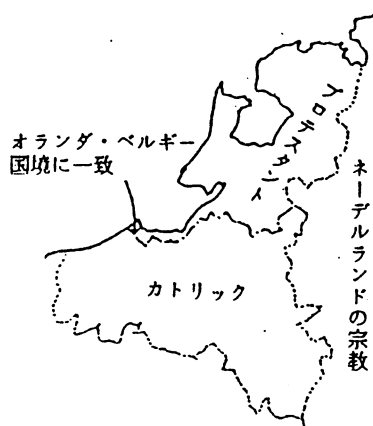 プロテスタント
オランダ・ベルギー
国境に一致
カトリック
ネーデルランドの宗教